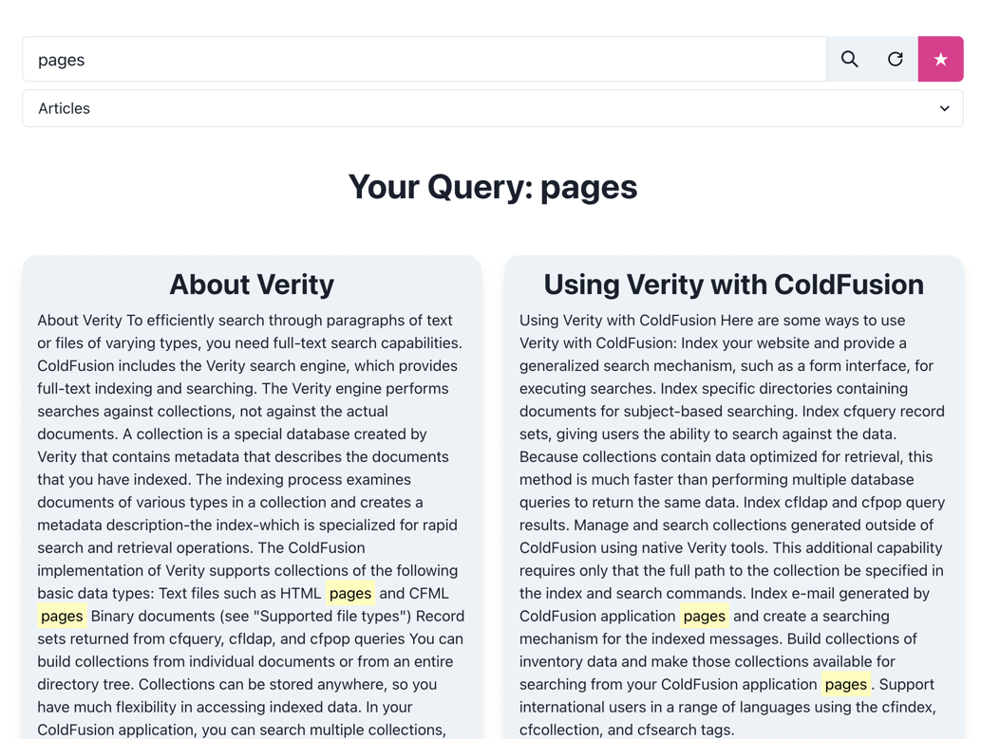 pages
Articles
Your Query: pages
About Verity
About Verity To efficiently search through paragraphs of text
or files of varying types, you need full-text search capabilities.
ColdFusion includes the Verity search engine, which provides
full-text indexing and searching. The Verity engine performs
searches against collections, not against the actual
documents. A collection is a special database created by
Verity that contains metadata that describes the documents
that you have indexed. The indexing process examines
documents of various types in a collection and creates a
metadata description-the index-which is specialized for rapid
search and retrieval operations. The ColdFusion
implementation of Verity supports collections of the following
basic data types: Text files such as HTML pages and CFML
pages Binary documents (see "Supported file types") Record
sets returned from cfquery, cfldap, and cfpop queries You can
build collections from individual documents or from an entire
directory tree. Collections can be stored anywhere, so you
have much flexibility in accessing indexed data. In your
ColdFusion application, you can search multiple collections,
Using Verity with ColdFusion
Using Verity with ColdFusion Here are some ways to use
Verity with ColdFusion: Index your website and provide a
generalized search mechanism, such as a form interface, for
executing searches. Index specific directories containing
documents for subject-based searching. Index cfquery record
sets, giving users the ability to search against the data.
Because collections contain data optimized for retrieval, this
method is much faster than performing multiple database
queries to return the same data. Index cfldap and cfpop query
results. Manage and search collections generated outside of
ColdFusion using native Verity tools. This additional capability
requires only that the full path to the collection be specified in
the index and search commands. Index e-mail generated by
ColdFusion application pages and create a searching
mechanism for the indexed messages. Build collections of
inventory data and make those collections available for
searching from your ColdFusion application pages. Support
international users in a range of languages using the cfindex,
cfcollection, and cfsearch tags.